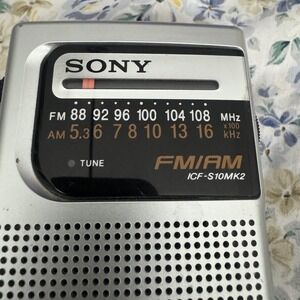 SONY
FM 88 92 96 100 104 108 MHz
AM 5.3 6 7 8 10 13 16 x100 kHz
TUNE
FM/AM
ICF-S10MK2